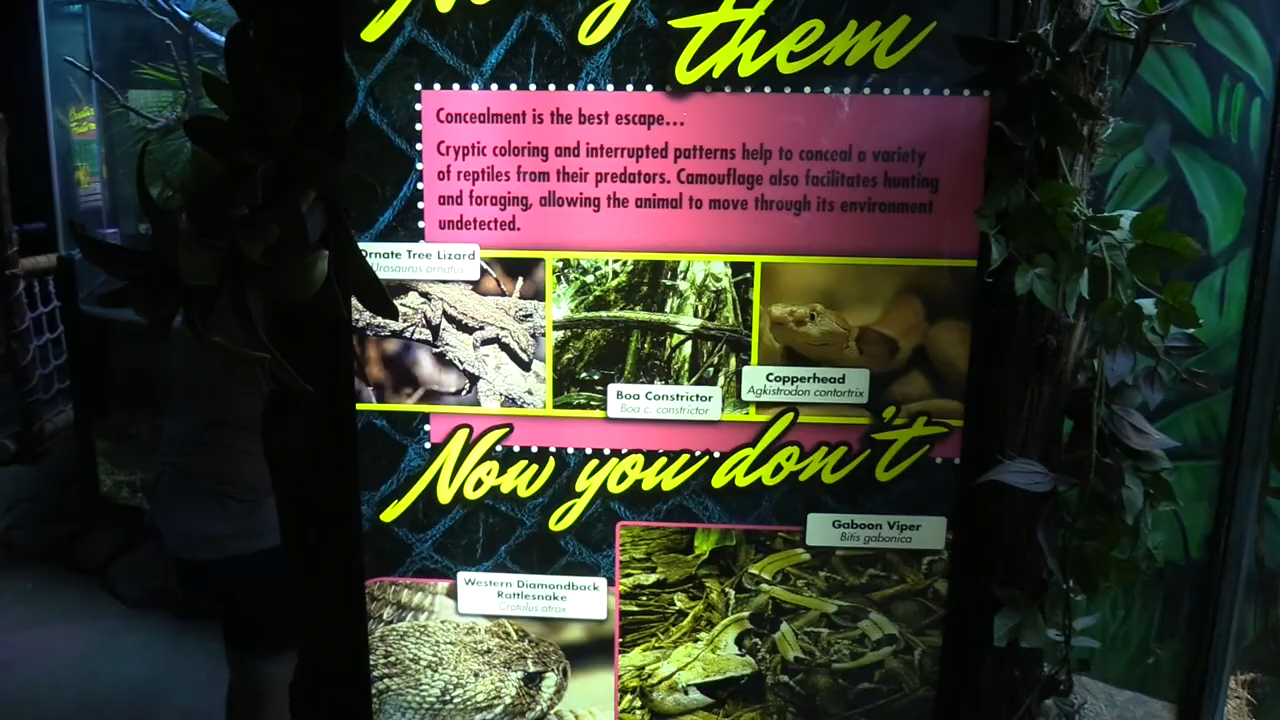 them
Concealment is the best escape...
Cryptic coloring and interrupted patterns help to conceal a variety
of reptiles from their predators. Camouflage also facilitates hunting
and foraging, allowing the animal to move through its environment
undetected.
Ornate Tree Lizard
Urosaurus ornatus
Boa Constrictor
Boa c. constrictor
Copperhead
Agkistrodon contortrix
Now you don't
Gaboon Viper
Bitis gabonica
Western Diamondback
Rattlesnake
Crotalus atrox